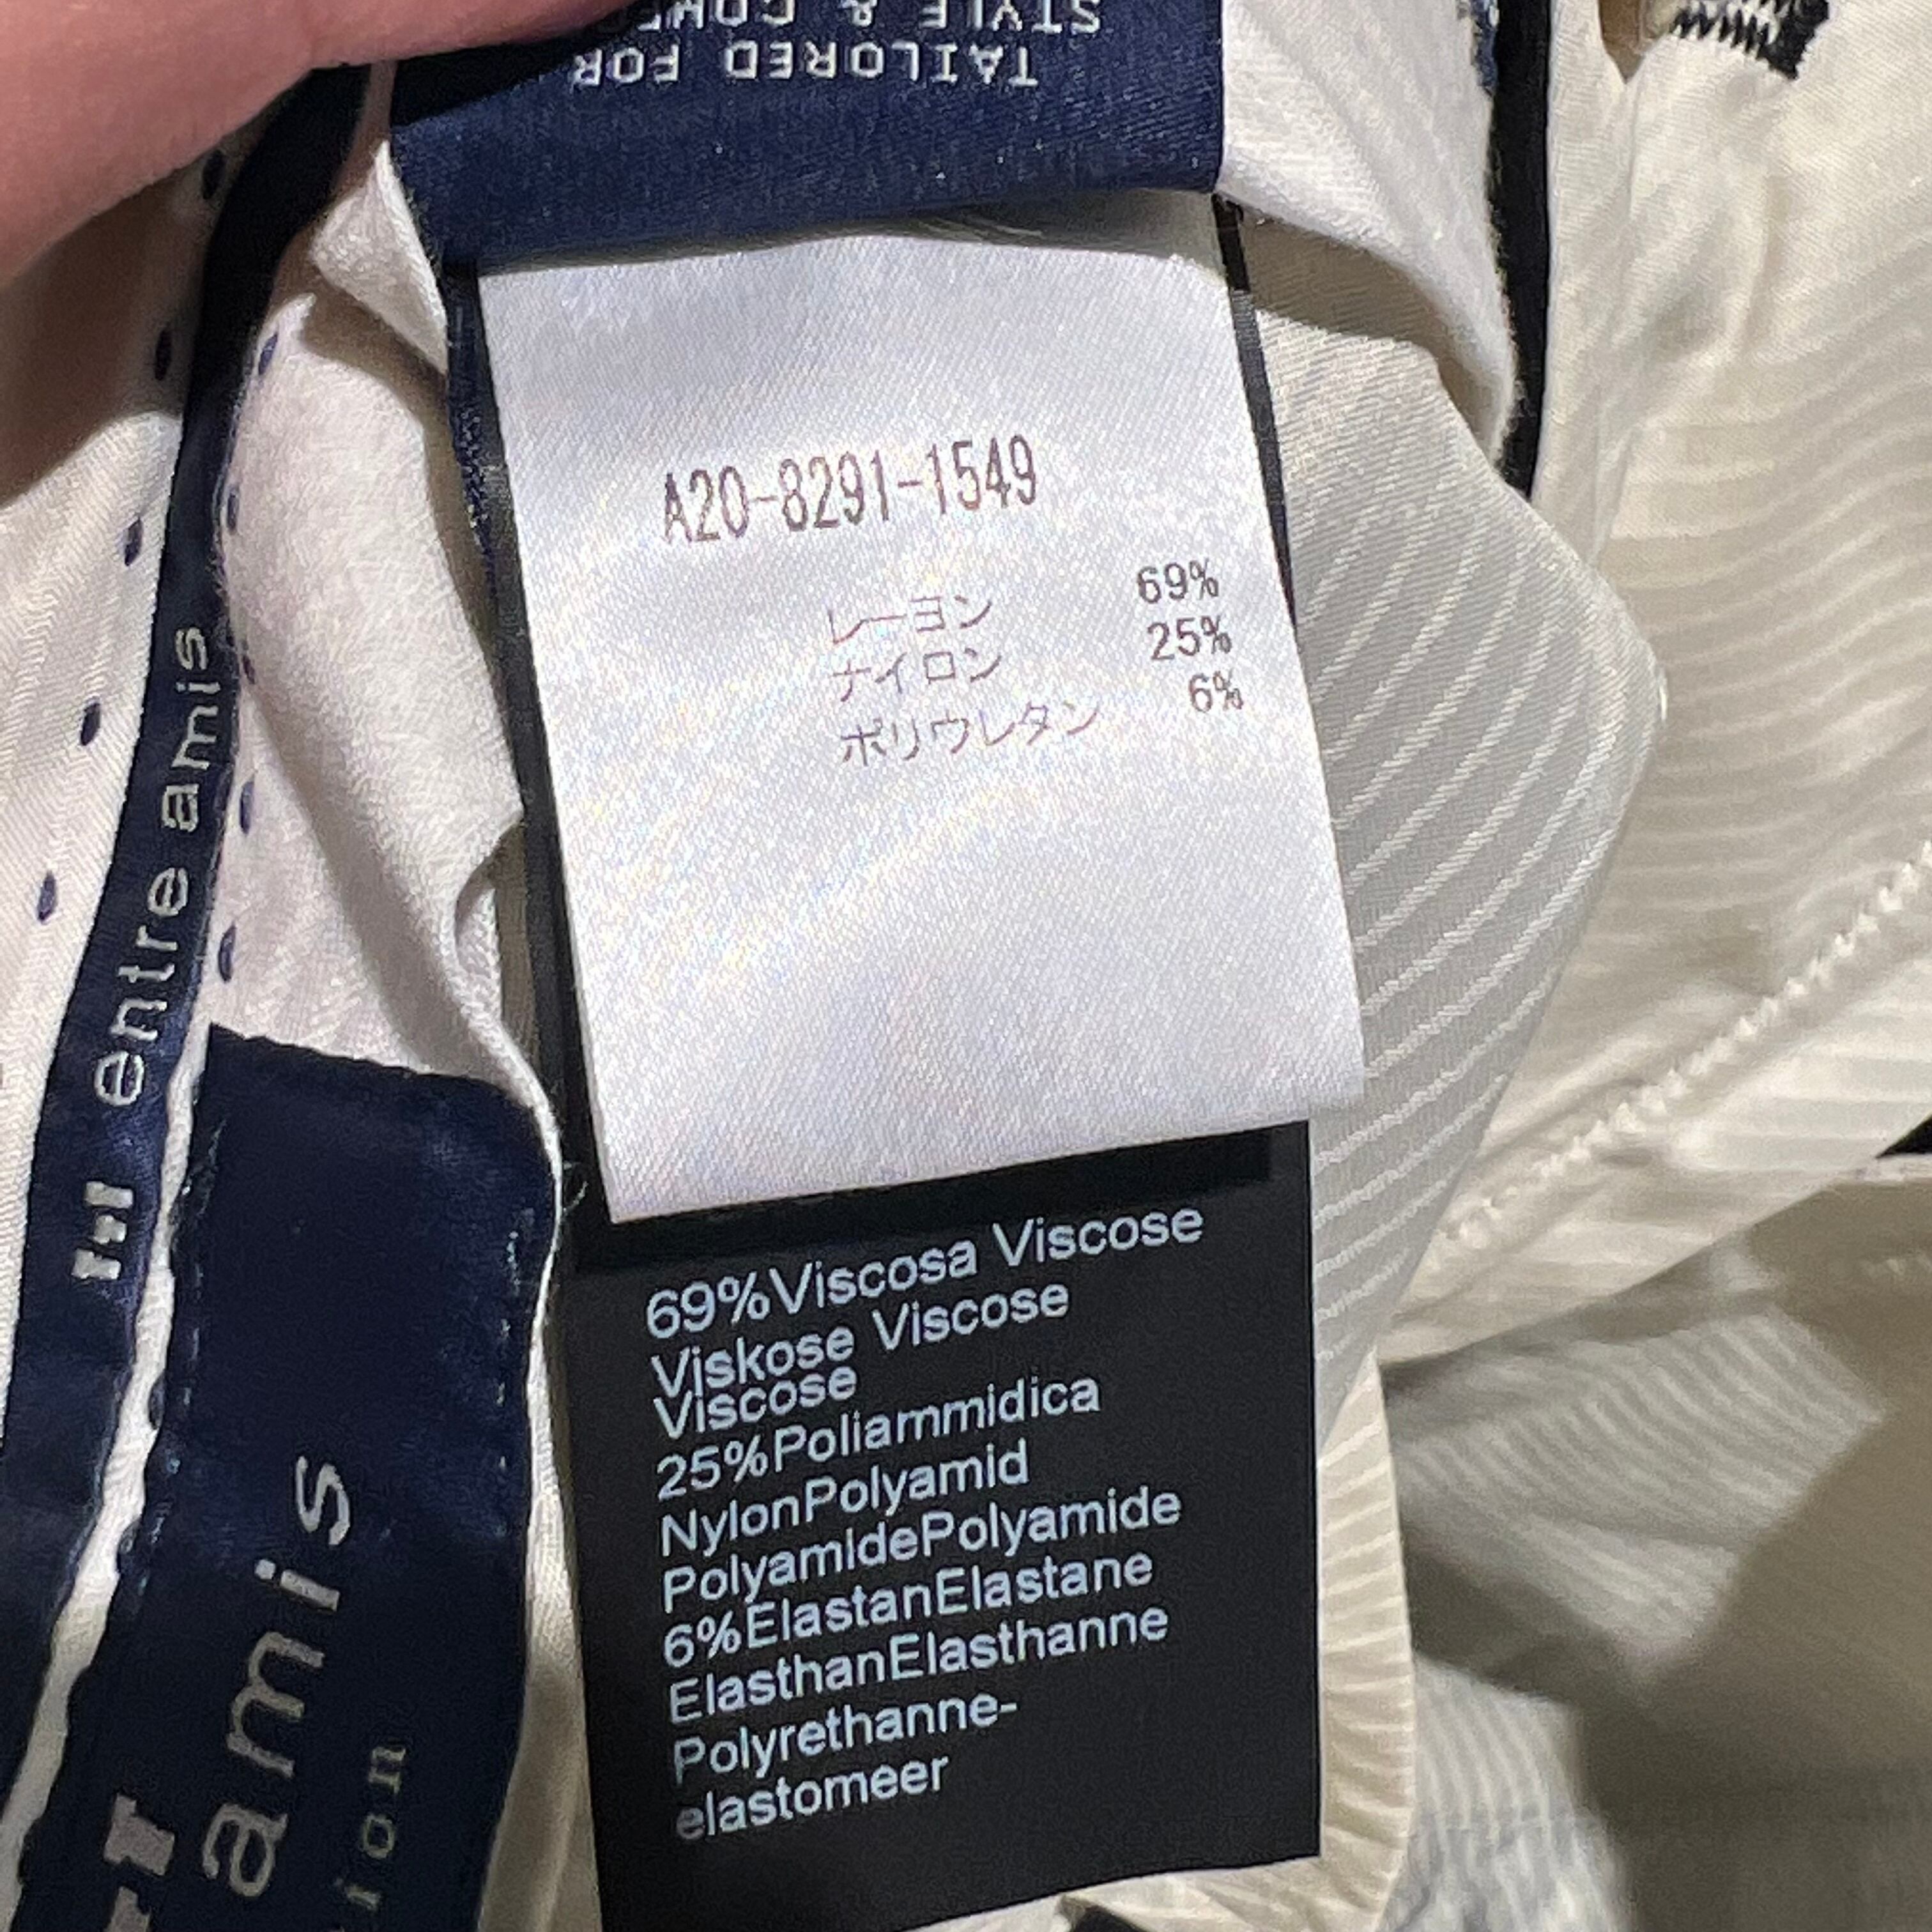 TAILORED FOR
STYLE &
A20-8291-1549
レーヨン 69%
ナイロン 25%
ポリウレタン 6%
69%Viscosa Viscose
Viskose Viscose
Viscose
25%Poliammidica
NylonPolyamid
PolyamidePolyamide
6%ElastanElastane
ElasthanElasthanne
Polyrethanne-
elastomeer
entre amis
amis